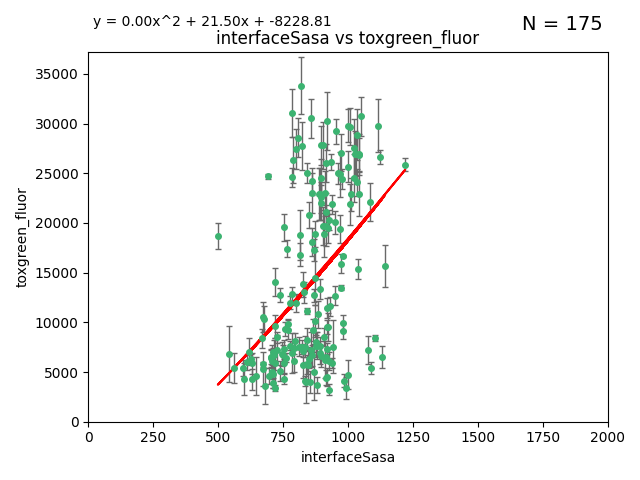 y = 0.00x^2 + 21.50x + -8228.81
N = 175
interfaceSasa vs toxgreen_fluor
toxgreen_fluor
35000
30000
25000
20000
15000
10000
5000
0
0 250 500 750 1000 1250 1500 1750 2000
interfaceSasa